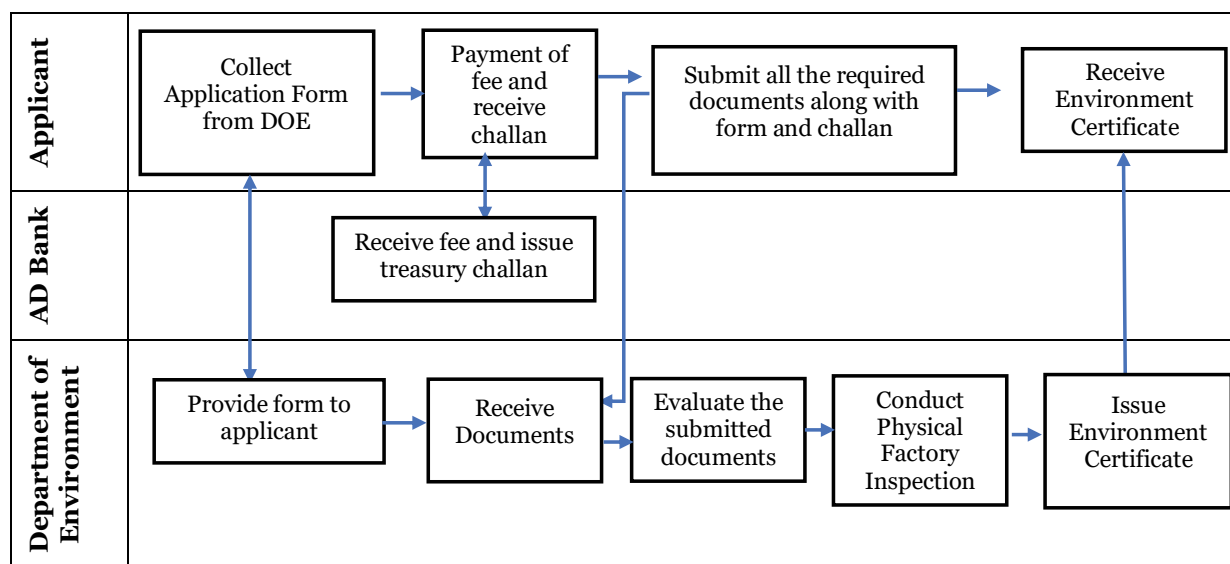 Applicant
Collect
Application Form
from DOE
Payment of
fee and
receive
challan
Submit all the required
documents along with
form and challan
Receive
Environment
Certificate
AD Bank
Receive fee and issue
treasury challan
Department of
Environment
Provide form to
applicant
Receive
Documents
Evaluate the
submitted
documents
Conduct
Physical
Factory
Inspection
Issue
Environment
Certificate